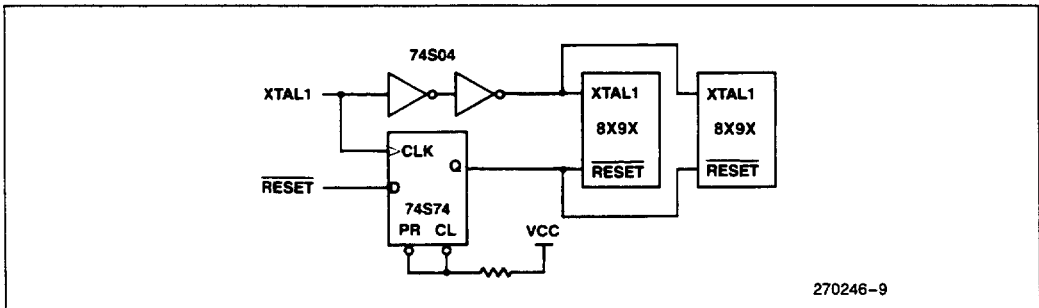 74S04
XTAL1
XTAL1
8X9X
RESET
XTAL1
8X9X
RESET
CLK
Q
RESET
D
74S74
PR CL
VCC
270246-9